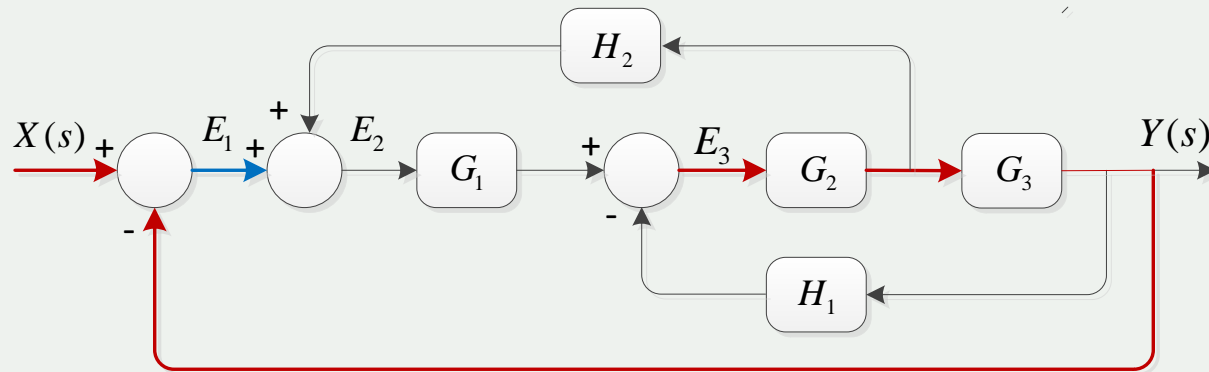 H₂
X(s) + E₁ + + E₂ G₁ + E₃ G₂ G₃ Y(s)
- -
H₁